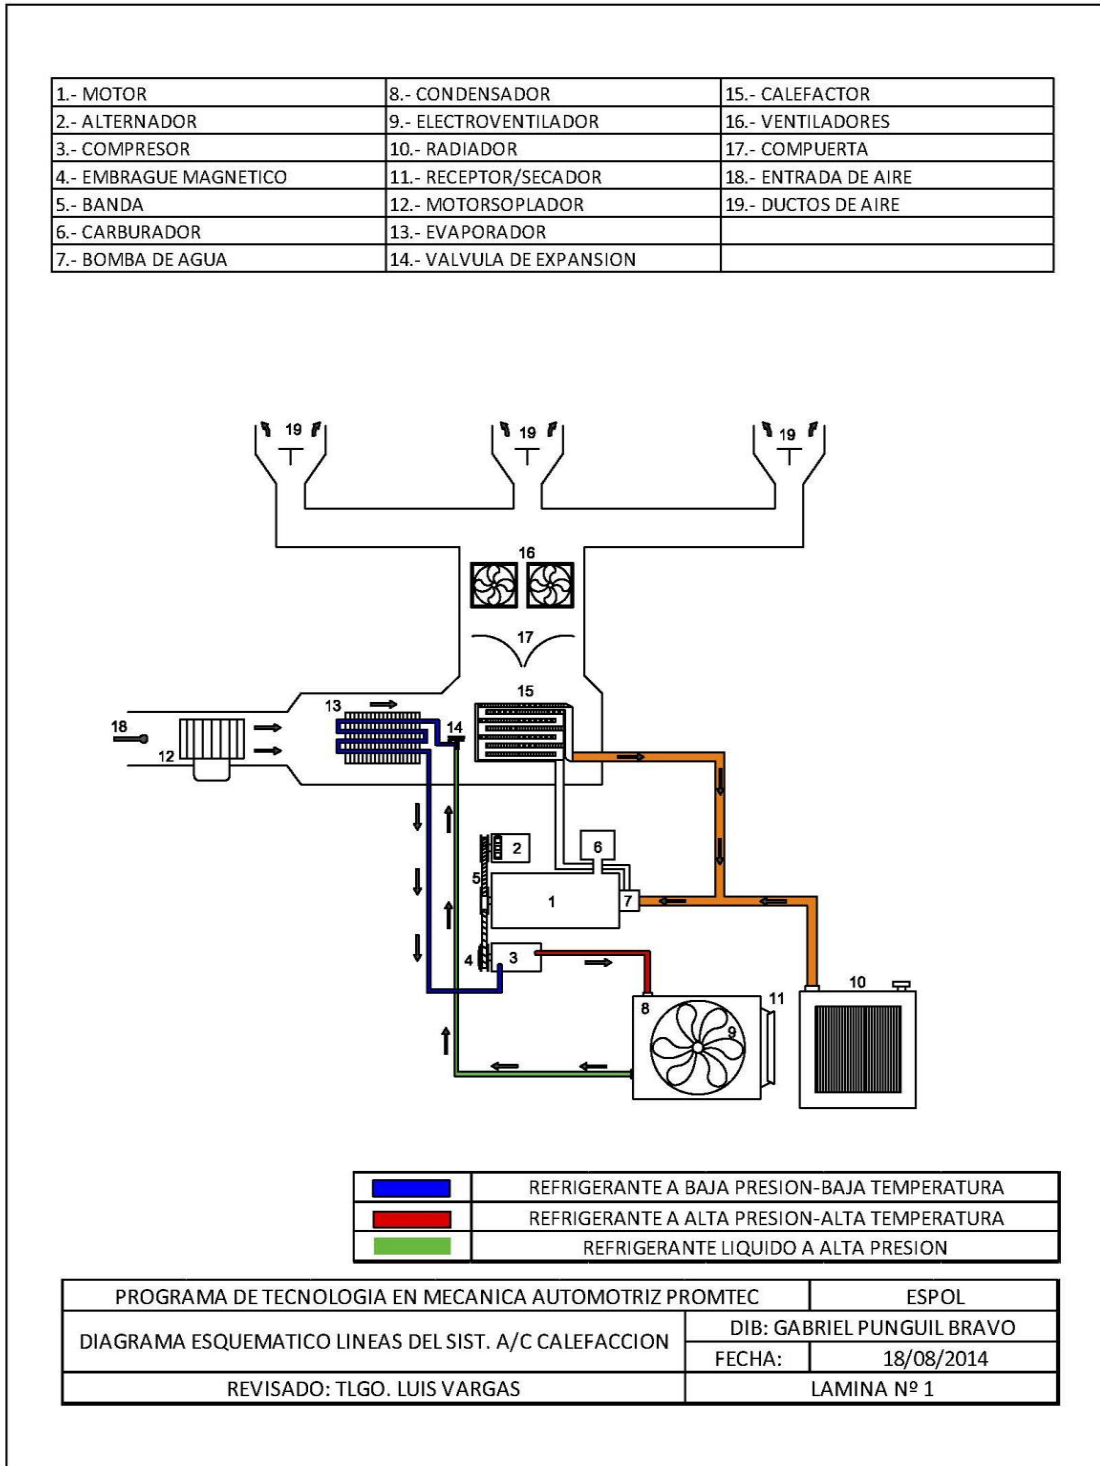 1.- MOTOR 8.- CONDENSADOR 15.- CALEFACTOR
2.- ALTERNADOR 9.- ELECTROVENTILADOR 16.- VENTILADORES
3.- COMPRESOR 10.- RADIADOR 17.- COMPUERTA
4.- EMBRAGUE MAGNETICO 11.- RECEPTOR/SECADOR 18.- ENTRADA DE AIRE
5.- BANDA 12.- MOTORSOPLADOR 19.- DUCTOS DE AIRE
6.- CARBURADOR 13.- EVAPORADOR
7.- BOMBA DE AGUA 14.- VALVULA DE EXPANSION
19 19 19
16
17
15
13
18 14
12
2 6
5
1 7
4 3
10
8 11
9
REFRIGERANTE A BAJA PRESION-BAJA TEMPERATURA
REFRIGERANTE A ALTA PRESION-ALTA TEMPERATURA
REFRIGERANTE LIQUIDO A ALTA PRESION
PROGRAMA DE TECNOLOGIA EN MECANICA AUTOMOTRIZ PROMTEC ESPOL
DIAGRAMA ESQUEMATICO LINEAS DEL SIST. A/C CALEFACCION
DIB: GABRIEL PUNGUIL BRAVO
FECHA: 18/08/2014
REVISADO: TLGO. LUIS VARGAS LAMINA Nº 1